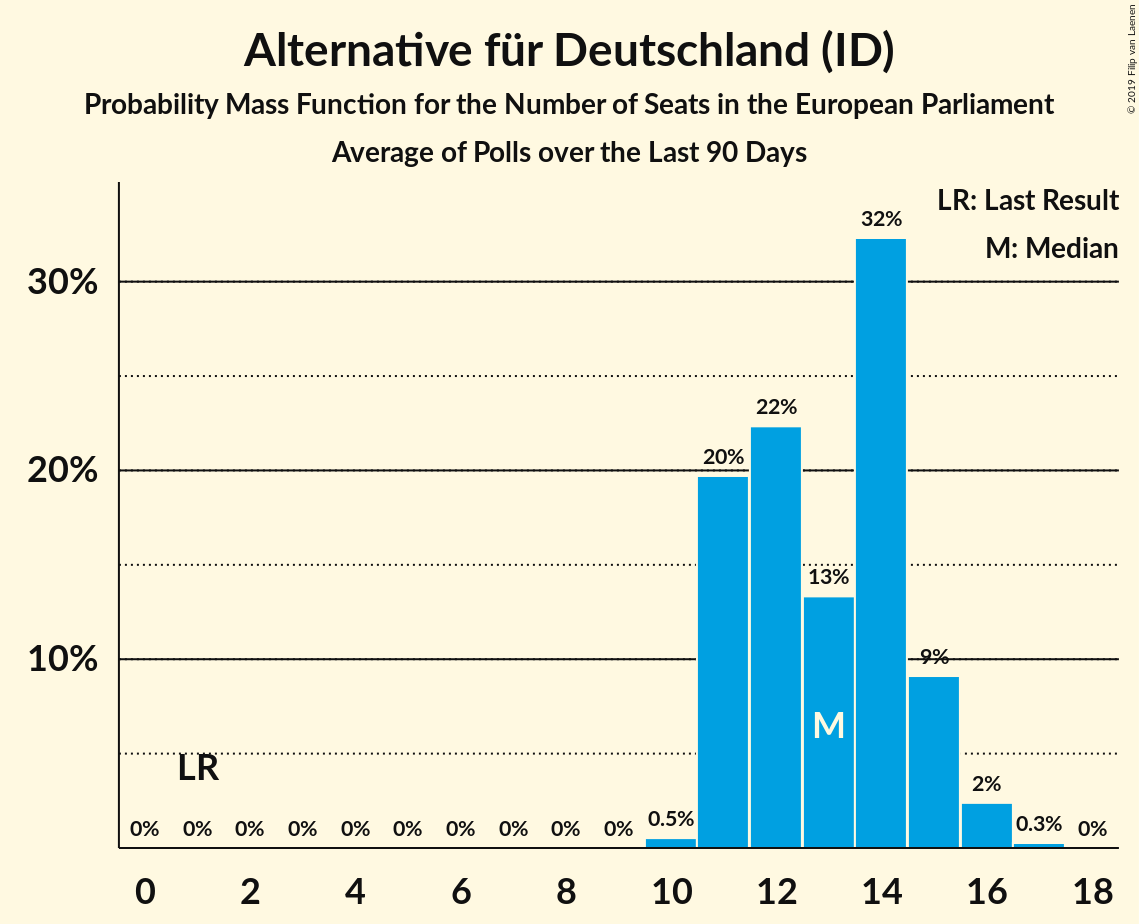 Alternative für Deutschland (ID)
Probability Mass Function for the Number of Seats in the European Parliament
Average of Polls over the Last 90 Days
© 2019 Filip van Laenen
LR: Last Result
M: Median
30%
20%
10%
0%
0%
0%
0%
0%
0%
0%
0%
0%
0%
0.5%
20%
22%
13%
32%
9%
2%
0.3%
0%
LR
M
0 2 4 6 8 10 12 14 16 18